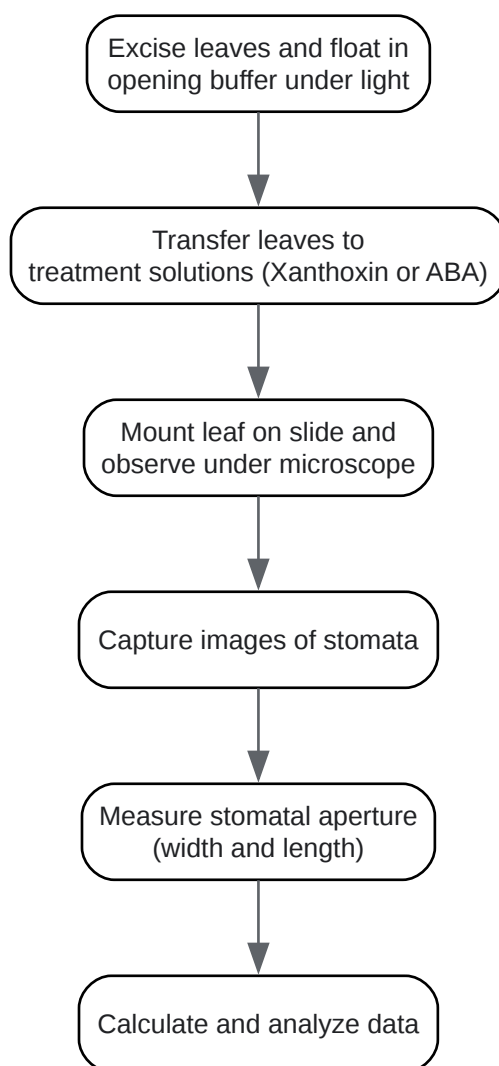 Excise leaves and float in
opening buffer under light
Transfer leaves to
treatment solutions (Xanthoxin or ABA)
Mount leaf on slide and
observe under microscope
Capture images of stomata
Measure stomatal aperture
(width and length)
Calculate and analyze data